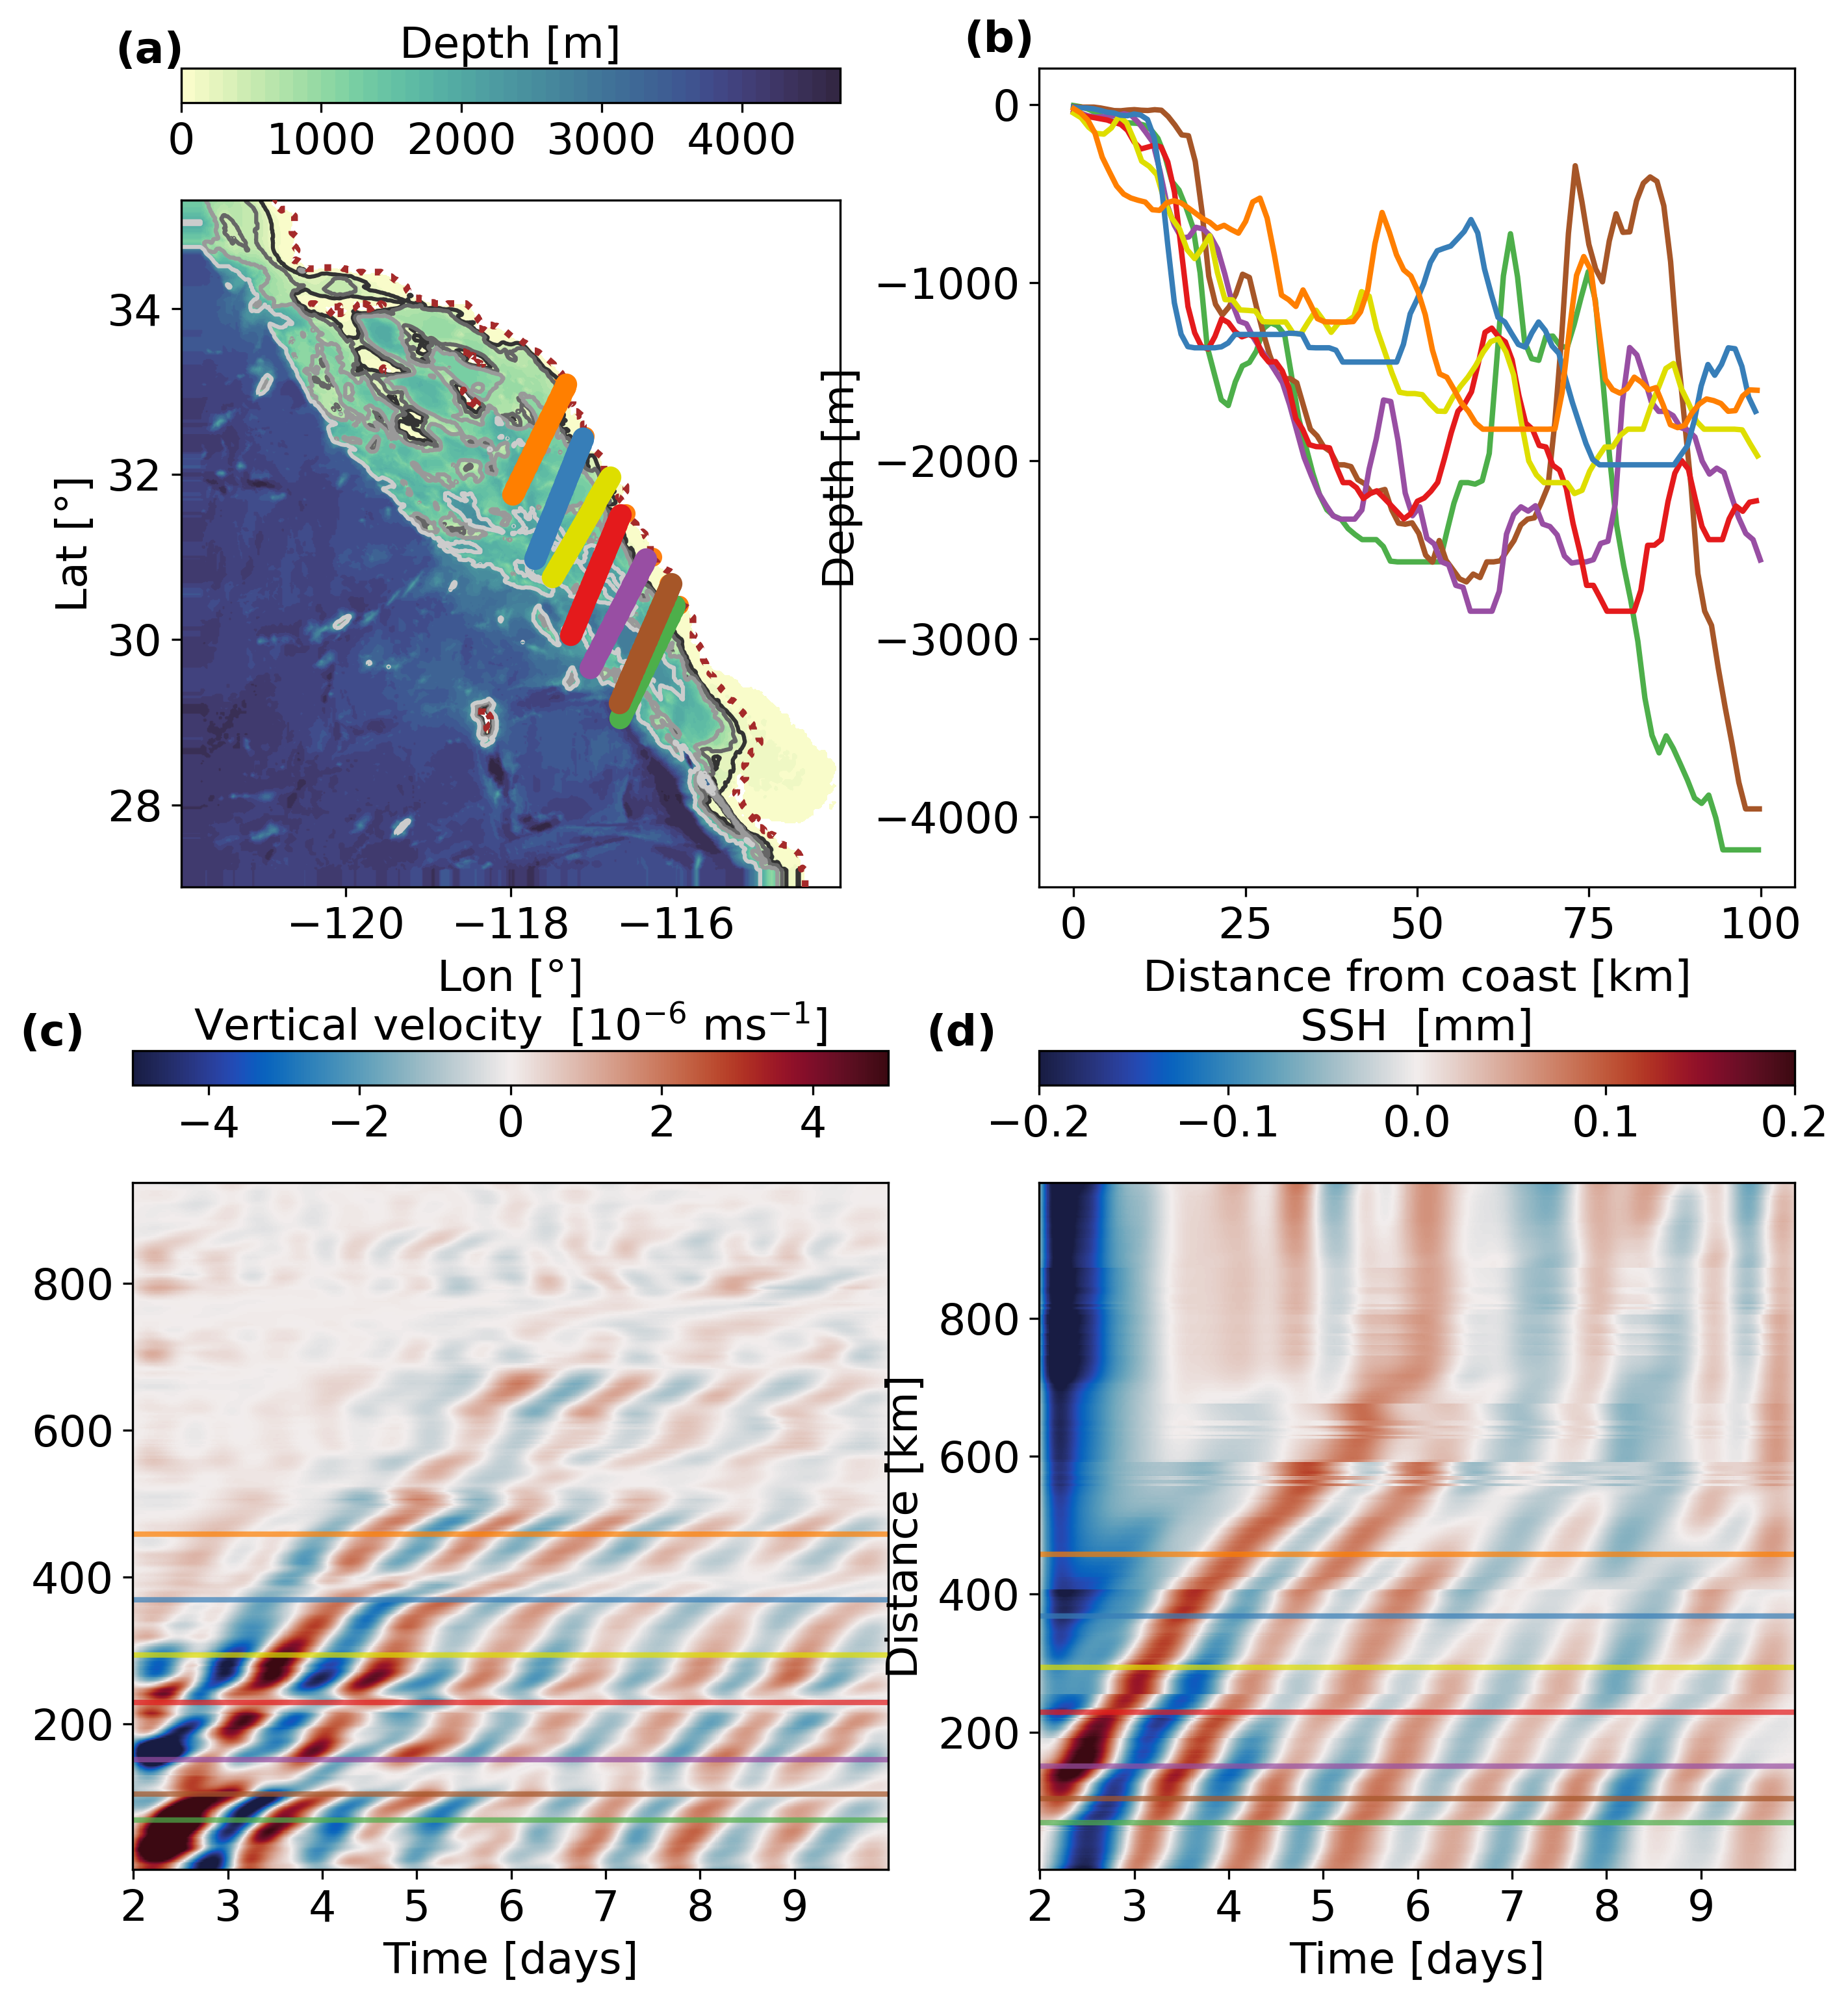 (a)
Depth [m]
0 1000 2000 3000 4000
34
32
30
28
Lat [°]
−120 −118 −116
Lon [°]
(b)
0
−1000
−2000
−3000
−4000
Depth [m]
0 25 50 75 100
Distance from coast [km]
(c)
Vertical velocity [10⁻⁶ ms⁻¹]
−4 −2 0 2 4
800
600
400
200
2 3 4 5 6 7 8 9
Time [days]
(d)
SSH [mm]
−0.2 −0.1 0.0 0.1 0.2
800
600
400
200
Distance [km]
2 3 4 5 6 7 8 9
Time [days]